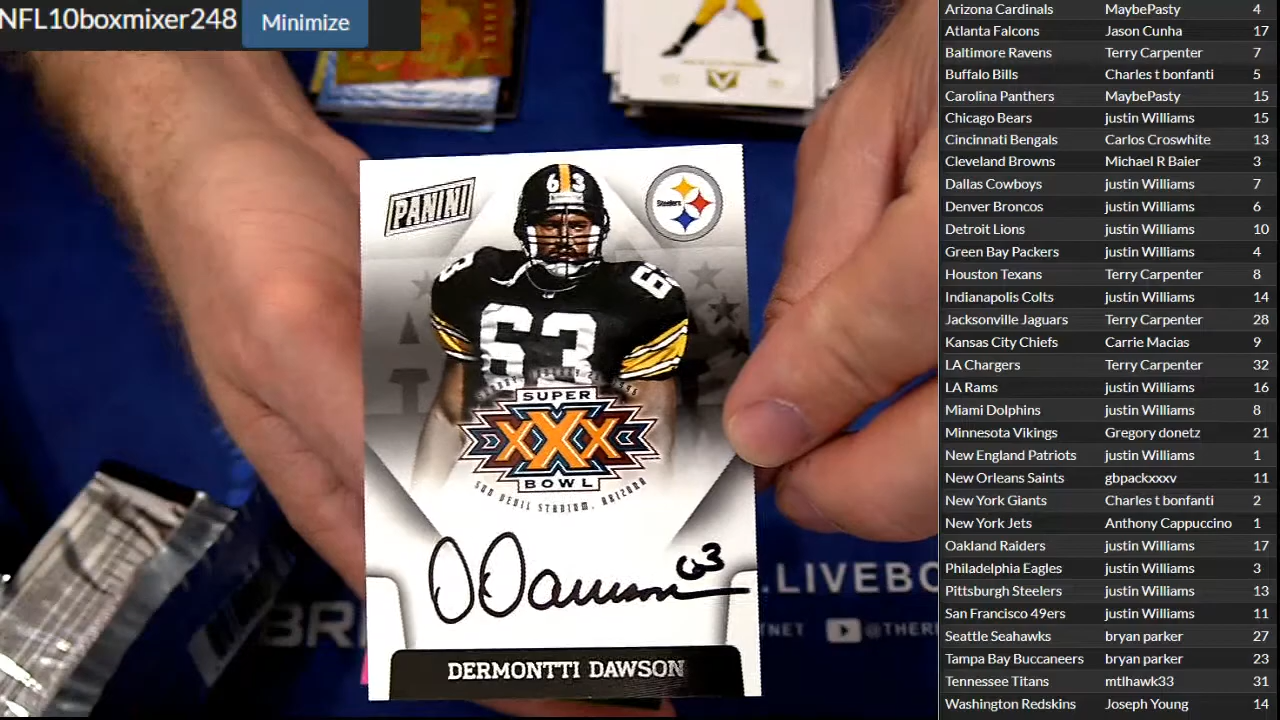 NFL10boxmixer248 Minimize
PANINI
Steelers
63
63
63
SUPER
XXX
BOWL
SUN DEVIL STADIUM, ARIZONA
D Dawson 63
DERMONTTI DAWSON
.LIVEBO
@THERI
Arizona Cardinals MaybePasty 4
Atlanta Falcons Jason Cunha 17
Baltimore Ravens Terry Carpenter 7
Buffalo Bills Charles t bonfanti 5
Carolina Panthers MaybePasty 15
Chicago Bears justin Williams 15
Cincinnati Bengals Carlos Croswhite 13
Cleveland Browns Michael R Baier 3
Dallas Cowboys justin Williams 7
Denver Broncos justin Williams 6
Detroit Lions justin Williams 10
Green Bay Packers justin Williams 4
Houston Texans Terry Carpenter 8
Indianapolis Colts justin Williams 14
Jacksonville Jaguars Terry Carpenter 28
Kansas City Chiefs Carrie Macias 9
LA Chargers Terry Carpenter 32
LA Rams justin Williams 16
Miami Dolphins justin Williams 8
Minnesota Vikings Gregory donetz 21
New England Patriots justin Williams 1
New Orleans Saints gbpackxxxv 11
New York Giants Charles t bonfanti 2
New York Jets Anthony Cappuccino 1
Oakland Raiders justin Williams 17
Philadelphia Eagles justin Williams 3
Pittsburgh Steelers justin Williams 13
San Francisco 49ers justin Williams 11
Seattle Seahawks bryan parker 27
Tampa Bay Buccaneers bryan parker 23
Tennessee Titans mtlhawk33 31
Washington Redskins Joseph Young 14